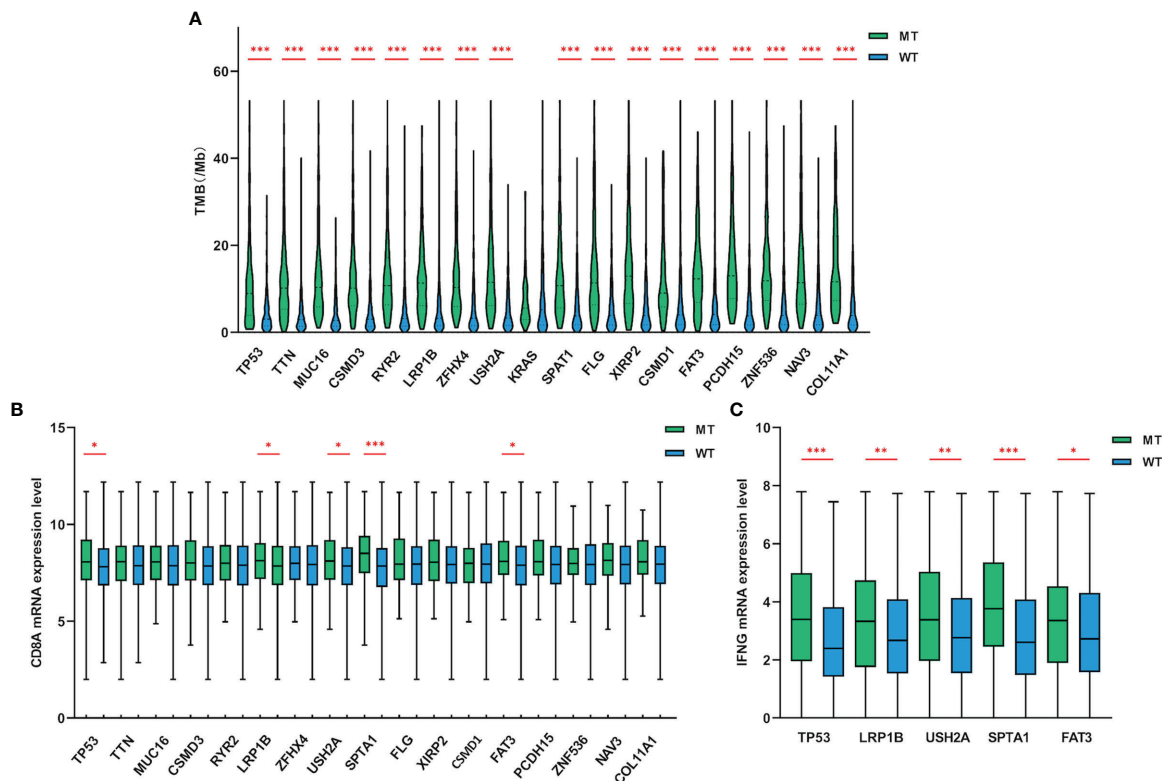 A
MT
WT
*** *** *** *** *** *** *** *** *** *** *** *** *** *** *** *** ***
60
40
20
0
TMB(/Mb)
TP53 TTN MUC16 CSMD3 RYR2 LRP1B ZFHX4 USH2A KRAS SPAT1 FLG XIRP2 CSMD1 FAT3 PCDH15 ZNF536 NAV3 COL11A1
B
MT
WT
15
10
5
0
* * * *** *
CD8A mRNA expression level
TP53 TTN MUC16 CSMD3 RYR2 LRP1B ZFHX4 USH2A SPTA1 FLG XIRP2 CSMD1 FAT3 PCDH15 ZNF536 NAV3 COL11A1
C
MT
WT
10
8
6
4
2
0
*** ** ** *** *
IFNG mRNA expression level
TP53 LRP1B USH2A SPTA1 FAT3